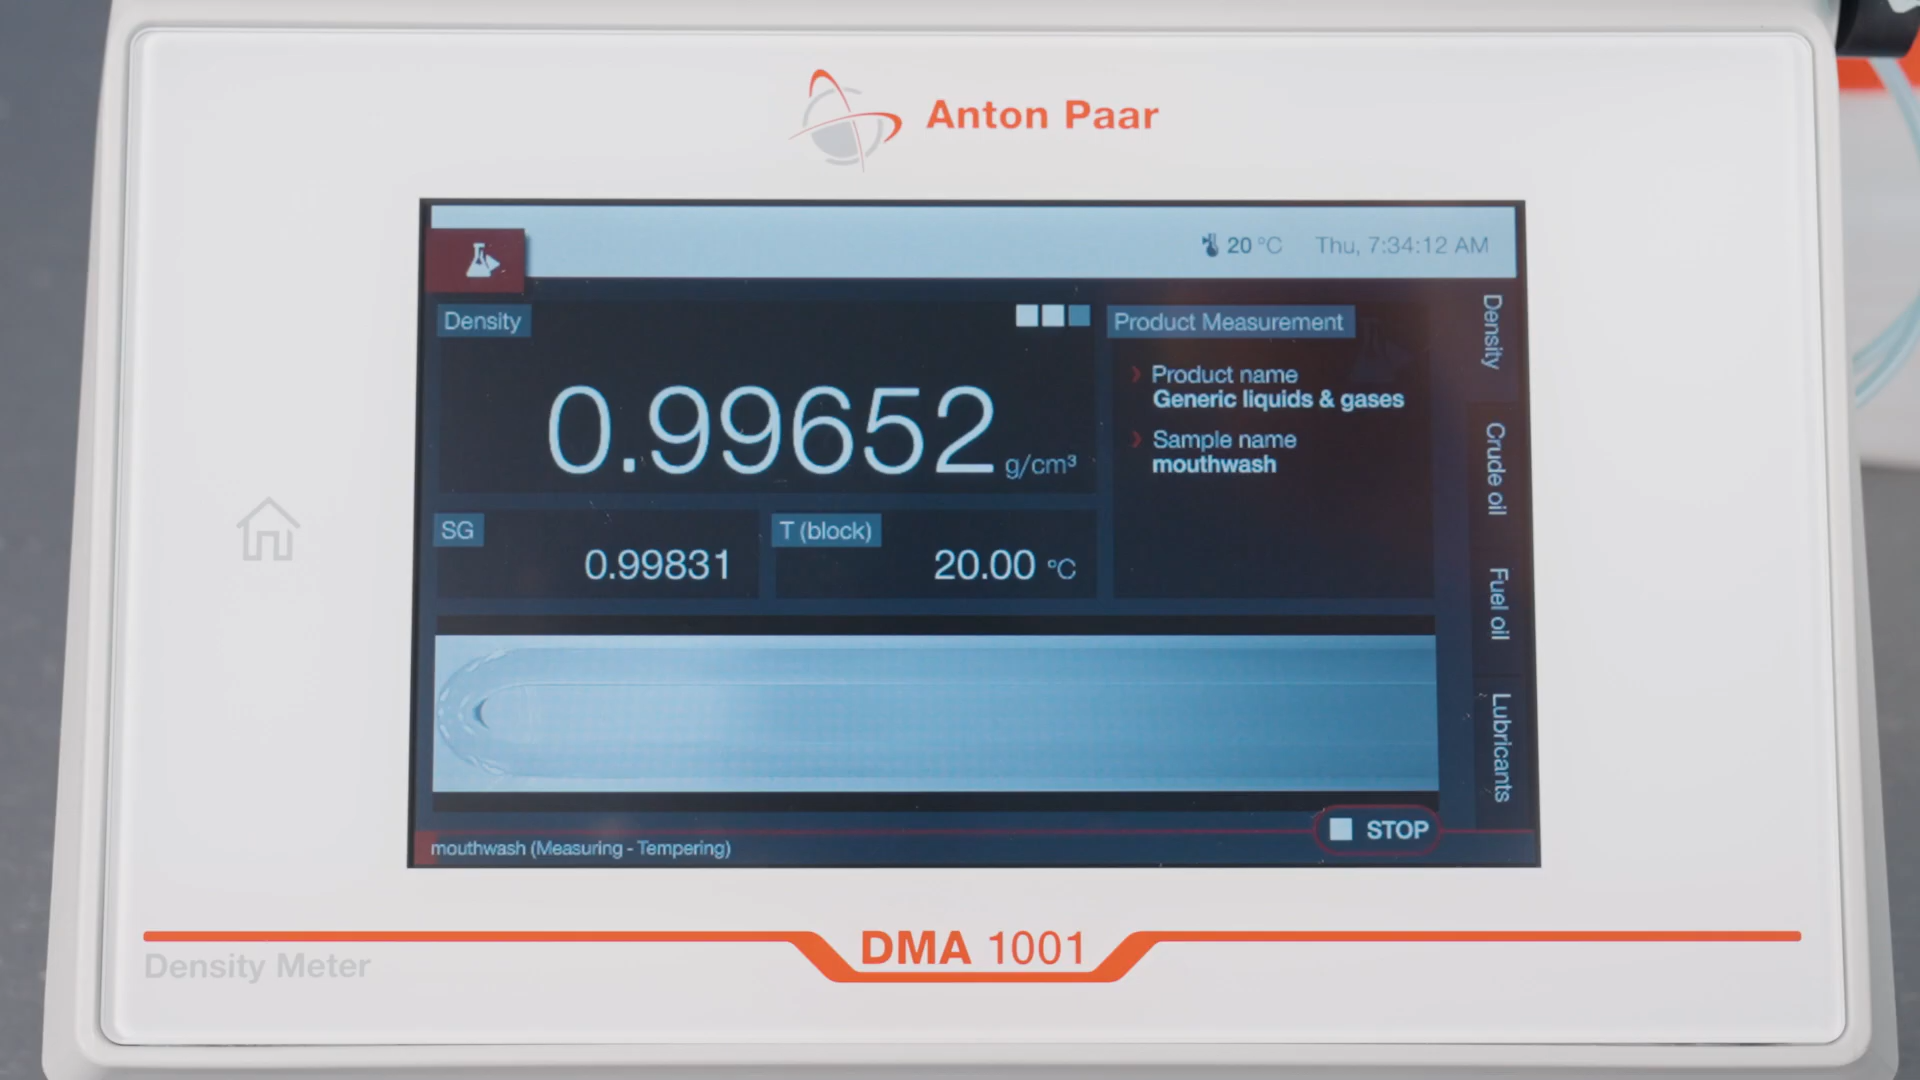 Anton Paar
20 °C Thu, 7:34:12 AM
Density
0.99652 g/cm³
SG
0.99831
T (block)
20.00 °C
Product Measurement
Product name
Generic liquids & gases
Sample name
mouthwash
Density
Crude oil
Fuel oil
Lubricants
STOP
mouthwash (Measuring - Tempering)
DMA 1001
Density Meter